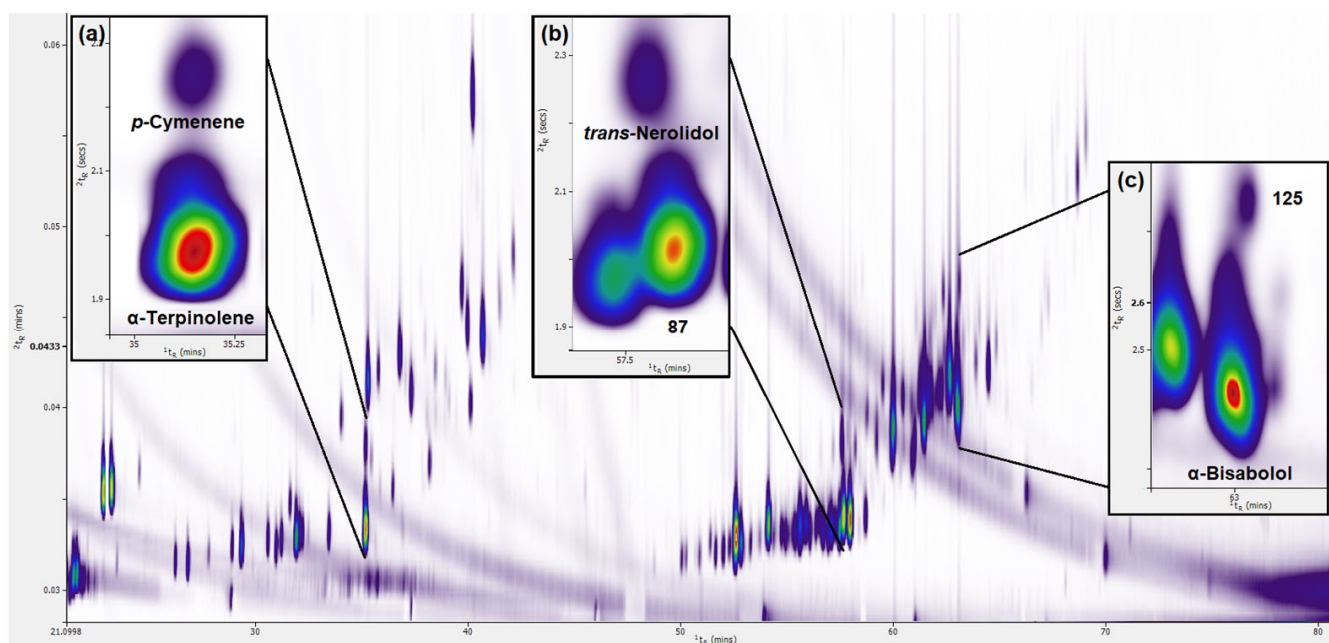 0.06
0.05
²tR (mins)
0.0433
0.04
0.03
21.0998
30
40
50
¹tR (mins)
60
70
80
(a)
²tR (secs)
p-Cymenene
2.1
1.9
α-Terpinolene
35
35.25
¹tR (mins)
(b)
2.3
²tR (secs)
trans-Nerolidol
2.1
1.9
87
57.5
¹tR (mins)
(c)
125
²tR (secs)
2.6
2.5
α-Bisabolol
63
¹tR (mins)